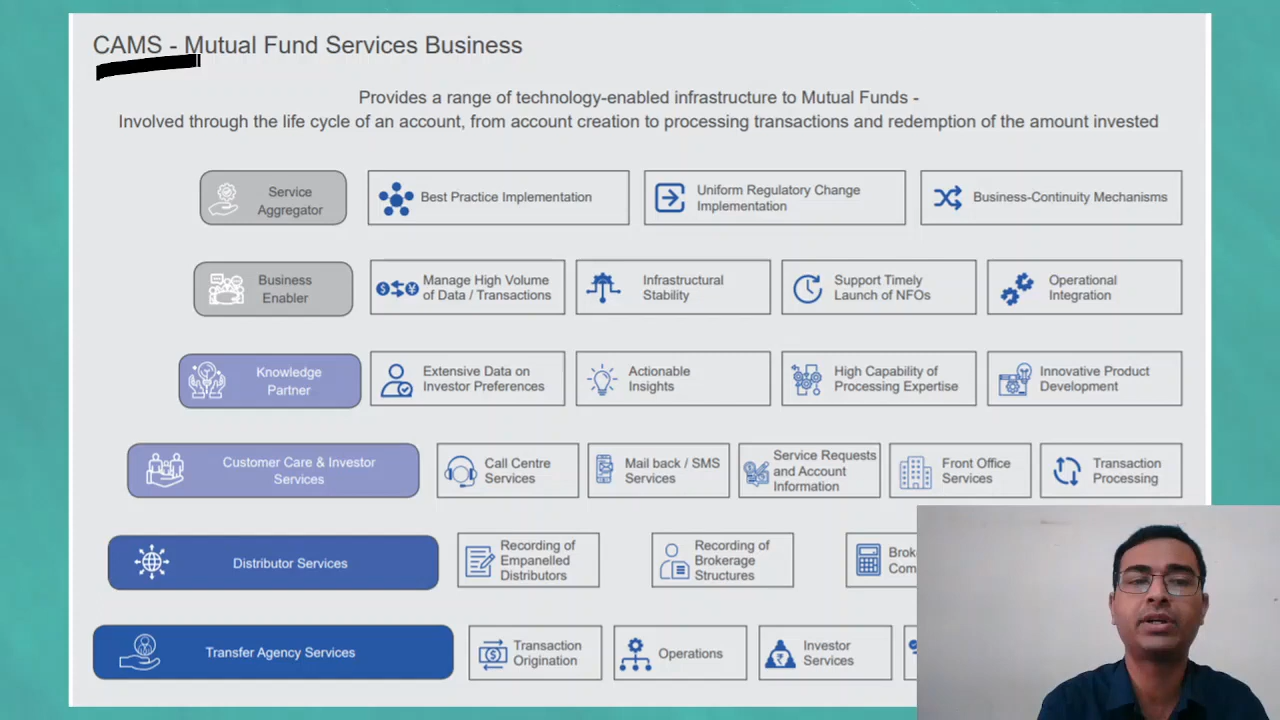 CAMS - Mutual Fund Services Business
Provides a range of technology-enabled infrastructure to Mutual Funds -
Involved through the life cycle of an account, from account creation to processing transactions and redemption of the amount invested
Service
Aggregator
Best Practice Implementation
Uniform Regulatory Change
Implementation
Business-Continuity Mechanisms
Business
Enabler
Manage High Volume
of Data / Transactions
Infrastructural
Stability
Support Timely
Launch of NFOs
Operational
Integration
Knowledge
Partner
Extensive Data on
Investor Preferences
Actionable
Insights
High Capability of
Processing Expertise
Innovative Product
Development
Customer Care & Investor
Services
Call Centre
Services
Mail back / SMS
Services
Service Requests
and Account
Information
Front Office
Services
Transaction
Processing
Distributor Services
Recording of
Empanelled
Distributors
Recording of
Brokerage
Structures
Transfer Agency Services
Transaction
Origination
Operations
Investor
Services